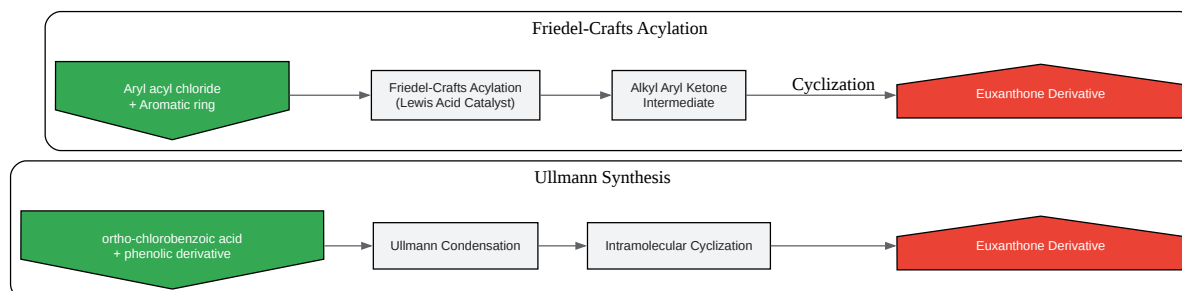 Friedel-Crafts Acylation
Aryl acyl chloride
+ Aromatic ring
Friedel-Crafts Acylation
(Lewis Acid Catalyst)
Alkyl Aryl Ketone
Intermediate
Cyclization
Euxanthone Derivative
Ullmann Synthesis
ortho-chlorobenzoic acid
+ phenolic derivative
Ullmann Condensation
Intramolecular Cyclization
Euxanthone Derivative